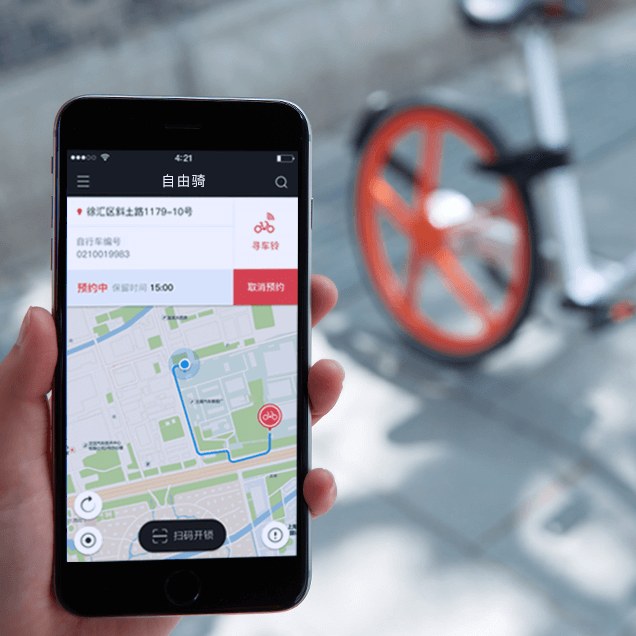 4:21
自由骑
徐汇区斜土路1179-10号
自行车编号
0210019983
寻车铃
预约中 保留时间 15:00
取消预约
扫码开锁